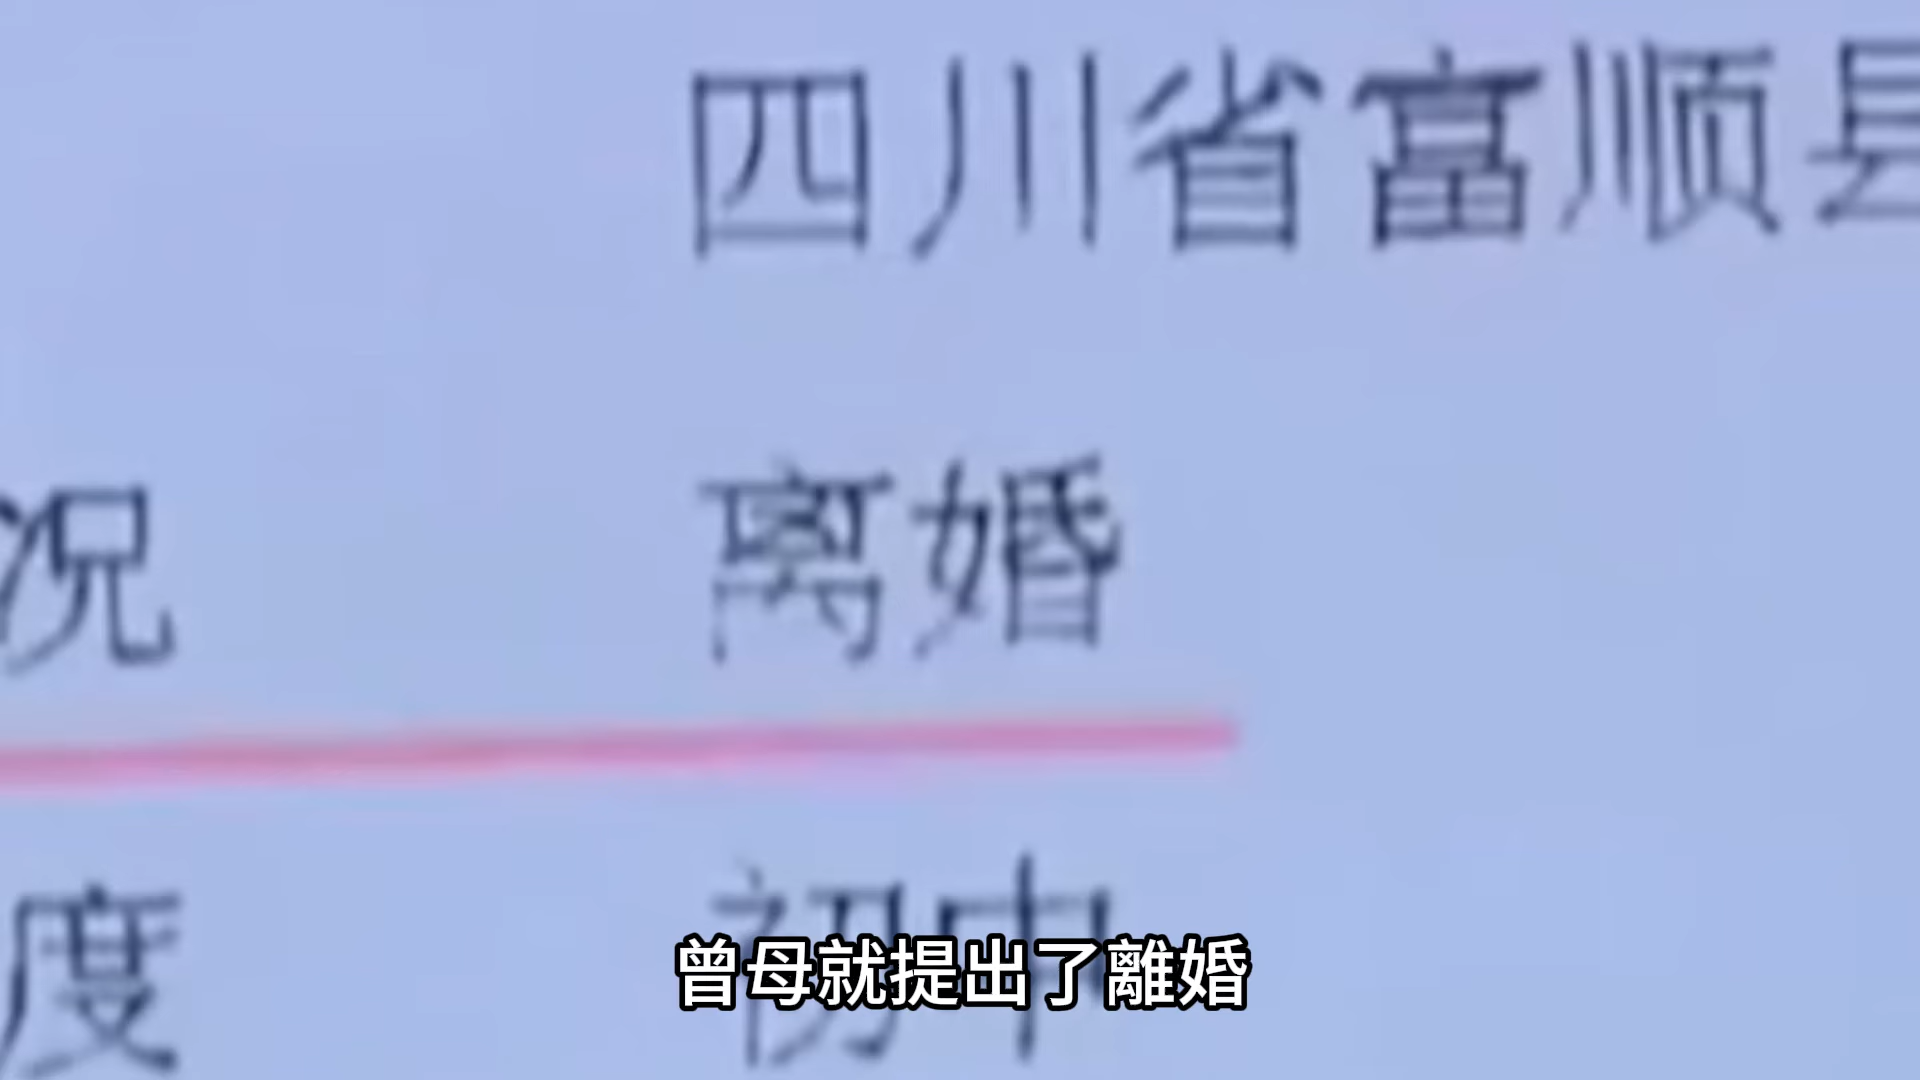 四川省富顺县
况 离婚
度 初中
曾母就提出了離婚